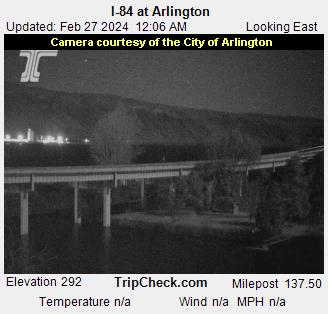 I-84 at Arlington
Updated: Feb 27 2024 12:06 AM Looking East
Camera courtesy of the City of Arlington
Elevation 292 TripCheck.com Milepost 137.50
Temperature n/a Wind n/a MPH n/a